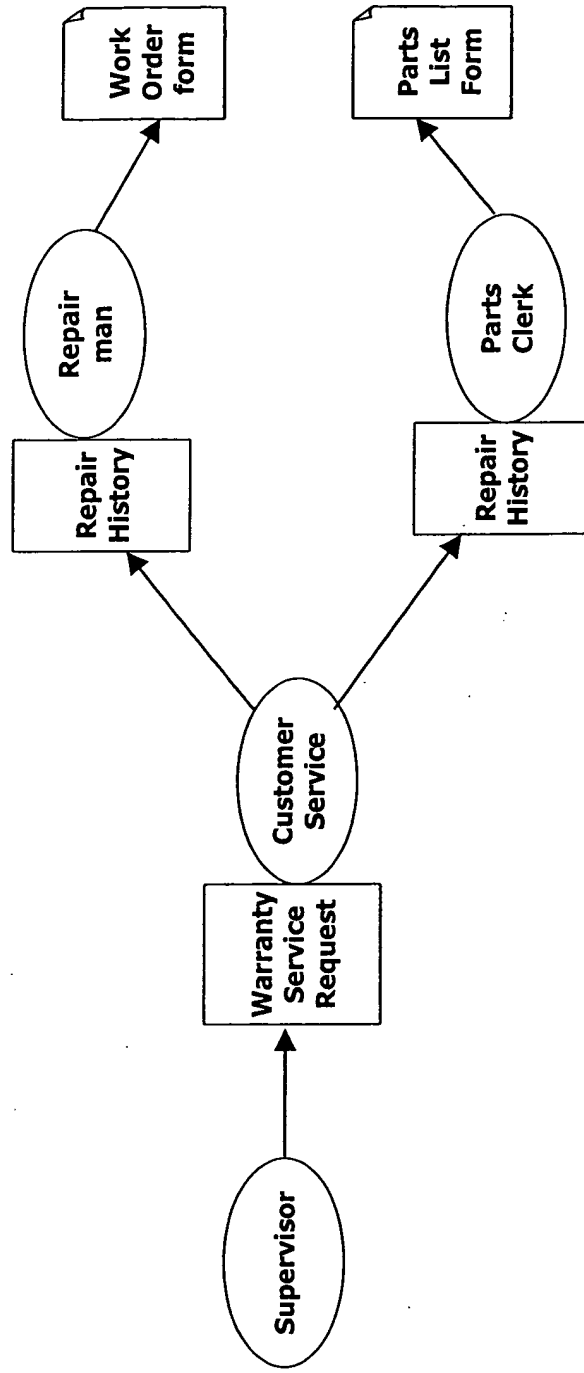 Supervisor
Warranty
Service
Request
Customer
Service
Repair
History
Repair
man
Work
Order
form
Repair
History
Parts
Clerk
Parts
List
Form